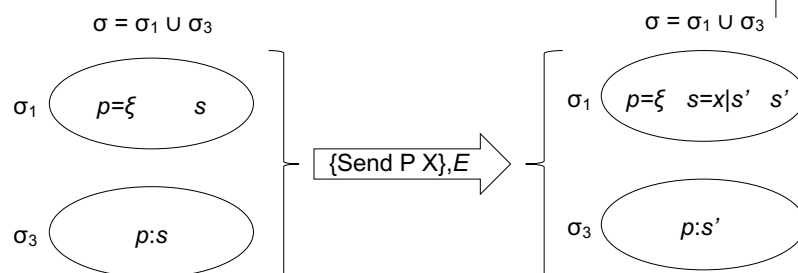 σ = σ₁ ∪ σ₃
σ₁ p=ξ s
σ₃ p:s
{Send P X},E
σ = σ₁ ∪ σ₃
σ₁ p=ξ s=x|s’ s’
σ₃ p:s’